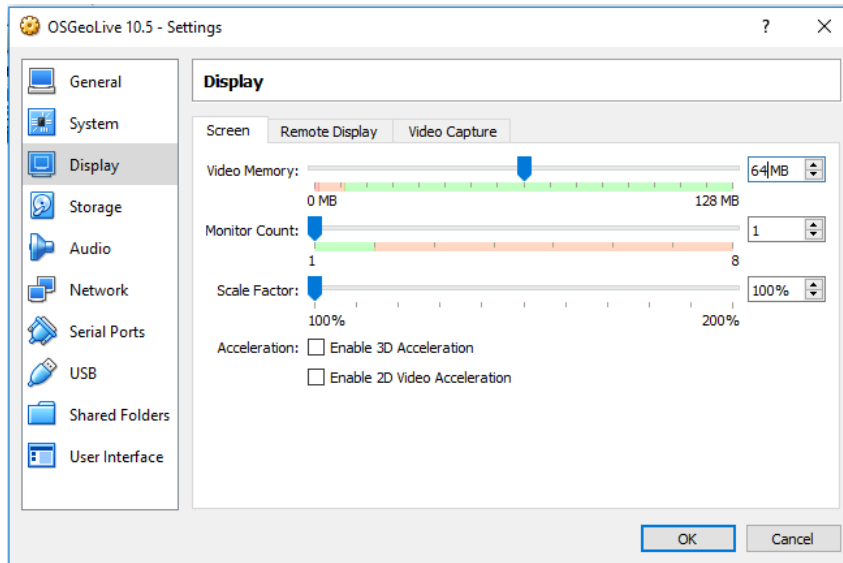 OSGeoLive 10.5 - Settings
?
General
System
Display
Storage
Audio
Network
Serial Ports
USB
Shared Folders
User Interface
Display
Screen Remote Display Video Capture
Video Memory: 64 MB
0 MB 128 MB
Monitor Count: 1
1 8
Scale Factor: 100%
100% 200%
Acceleration: Enable 3D Acceleration
Enable 2D Video Acceleration
OK Cancel